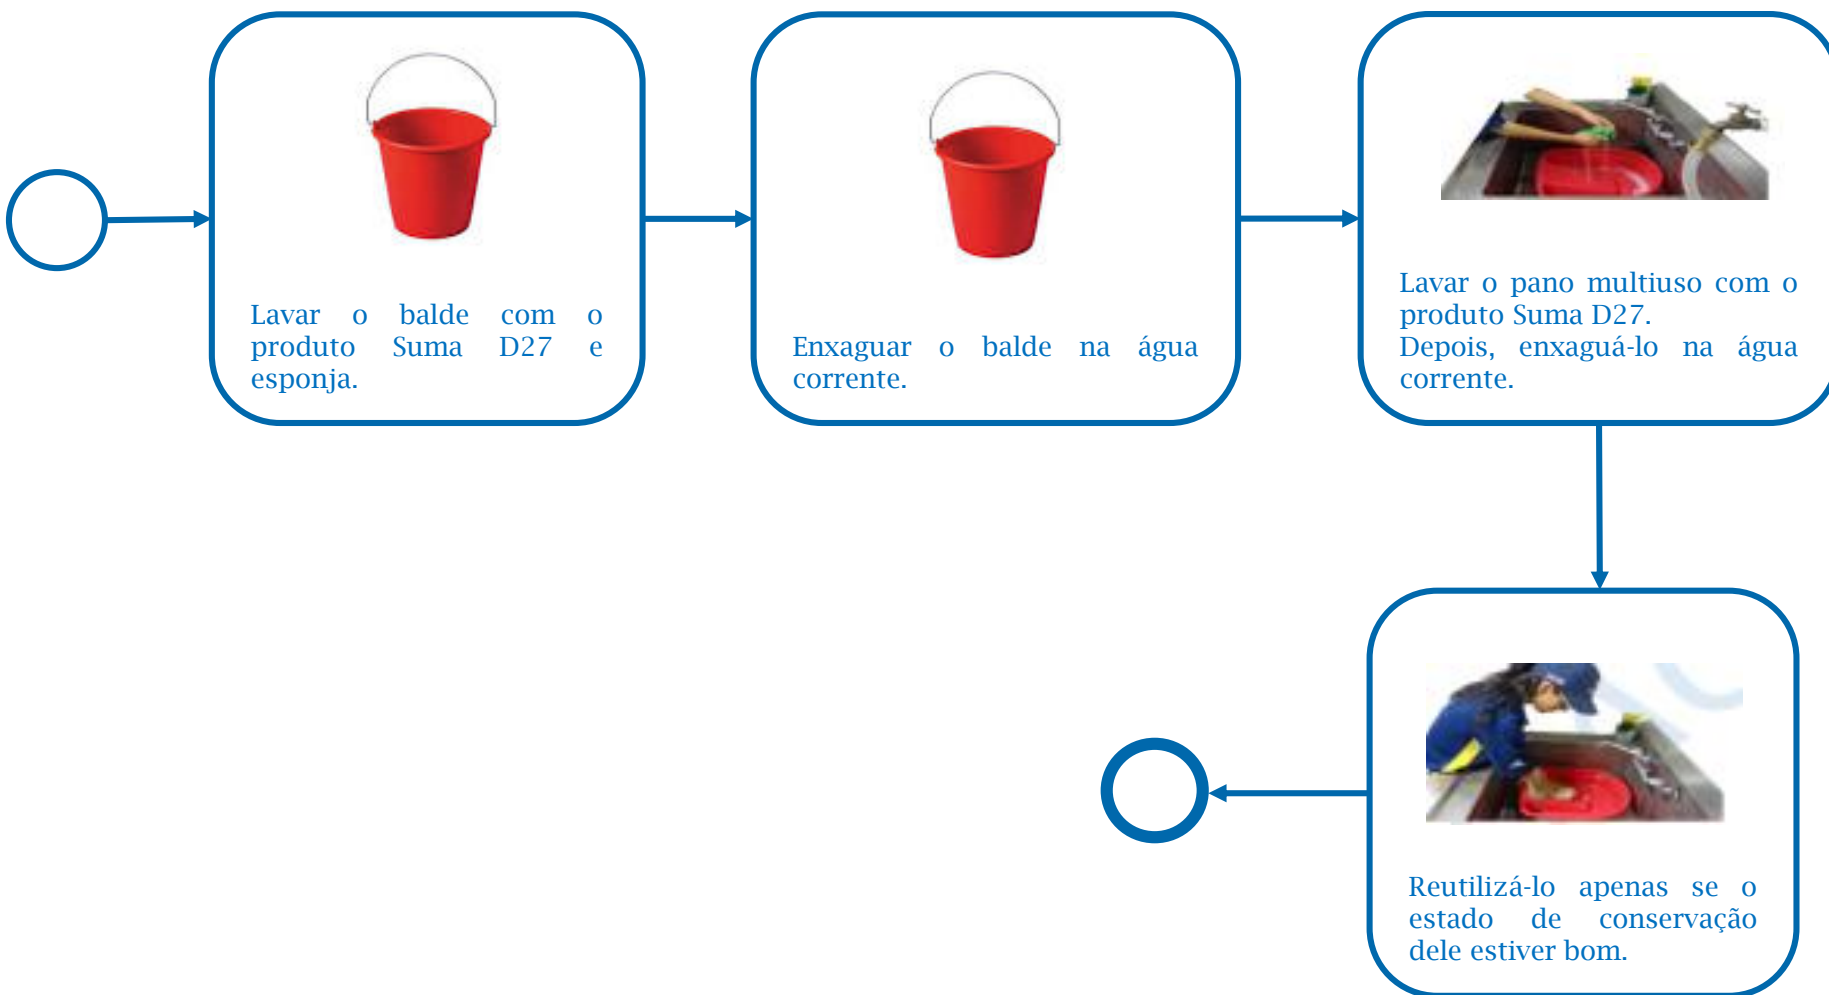 Lavar o balde com o
produto Suma D27 e
esponja.
Enxaguar o balde na água
corrente.
Lavar o pano multiuso com o
produto Suma D27.
Depois, enxaguá-lo na água
corrente.
Reutilizá-lo apenas se o
estado de conservação
dele estiver bom.